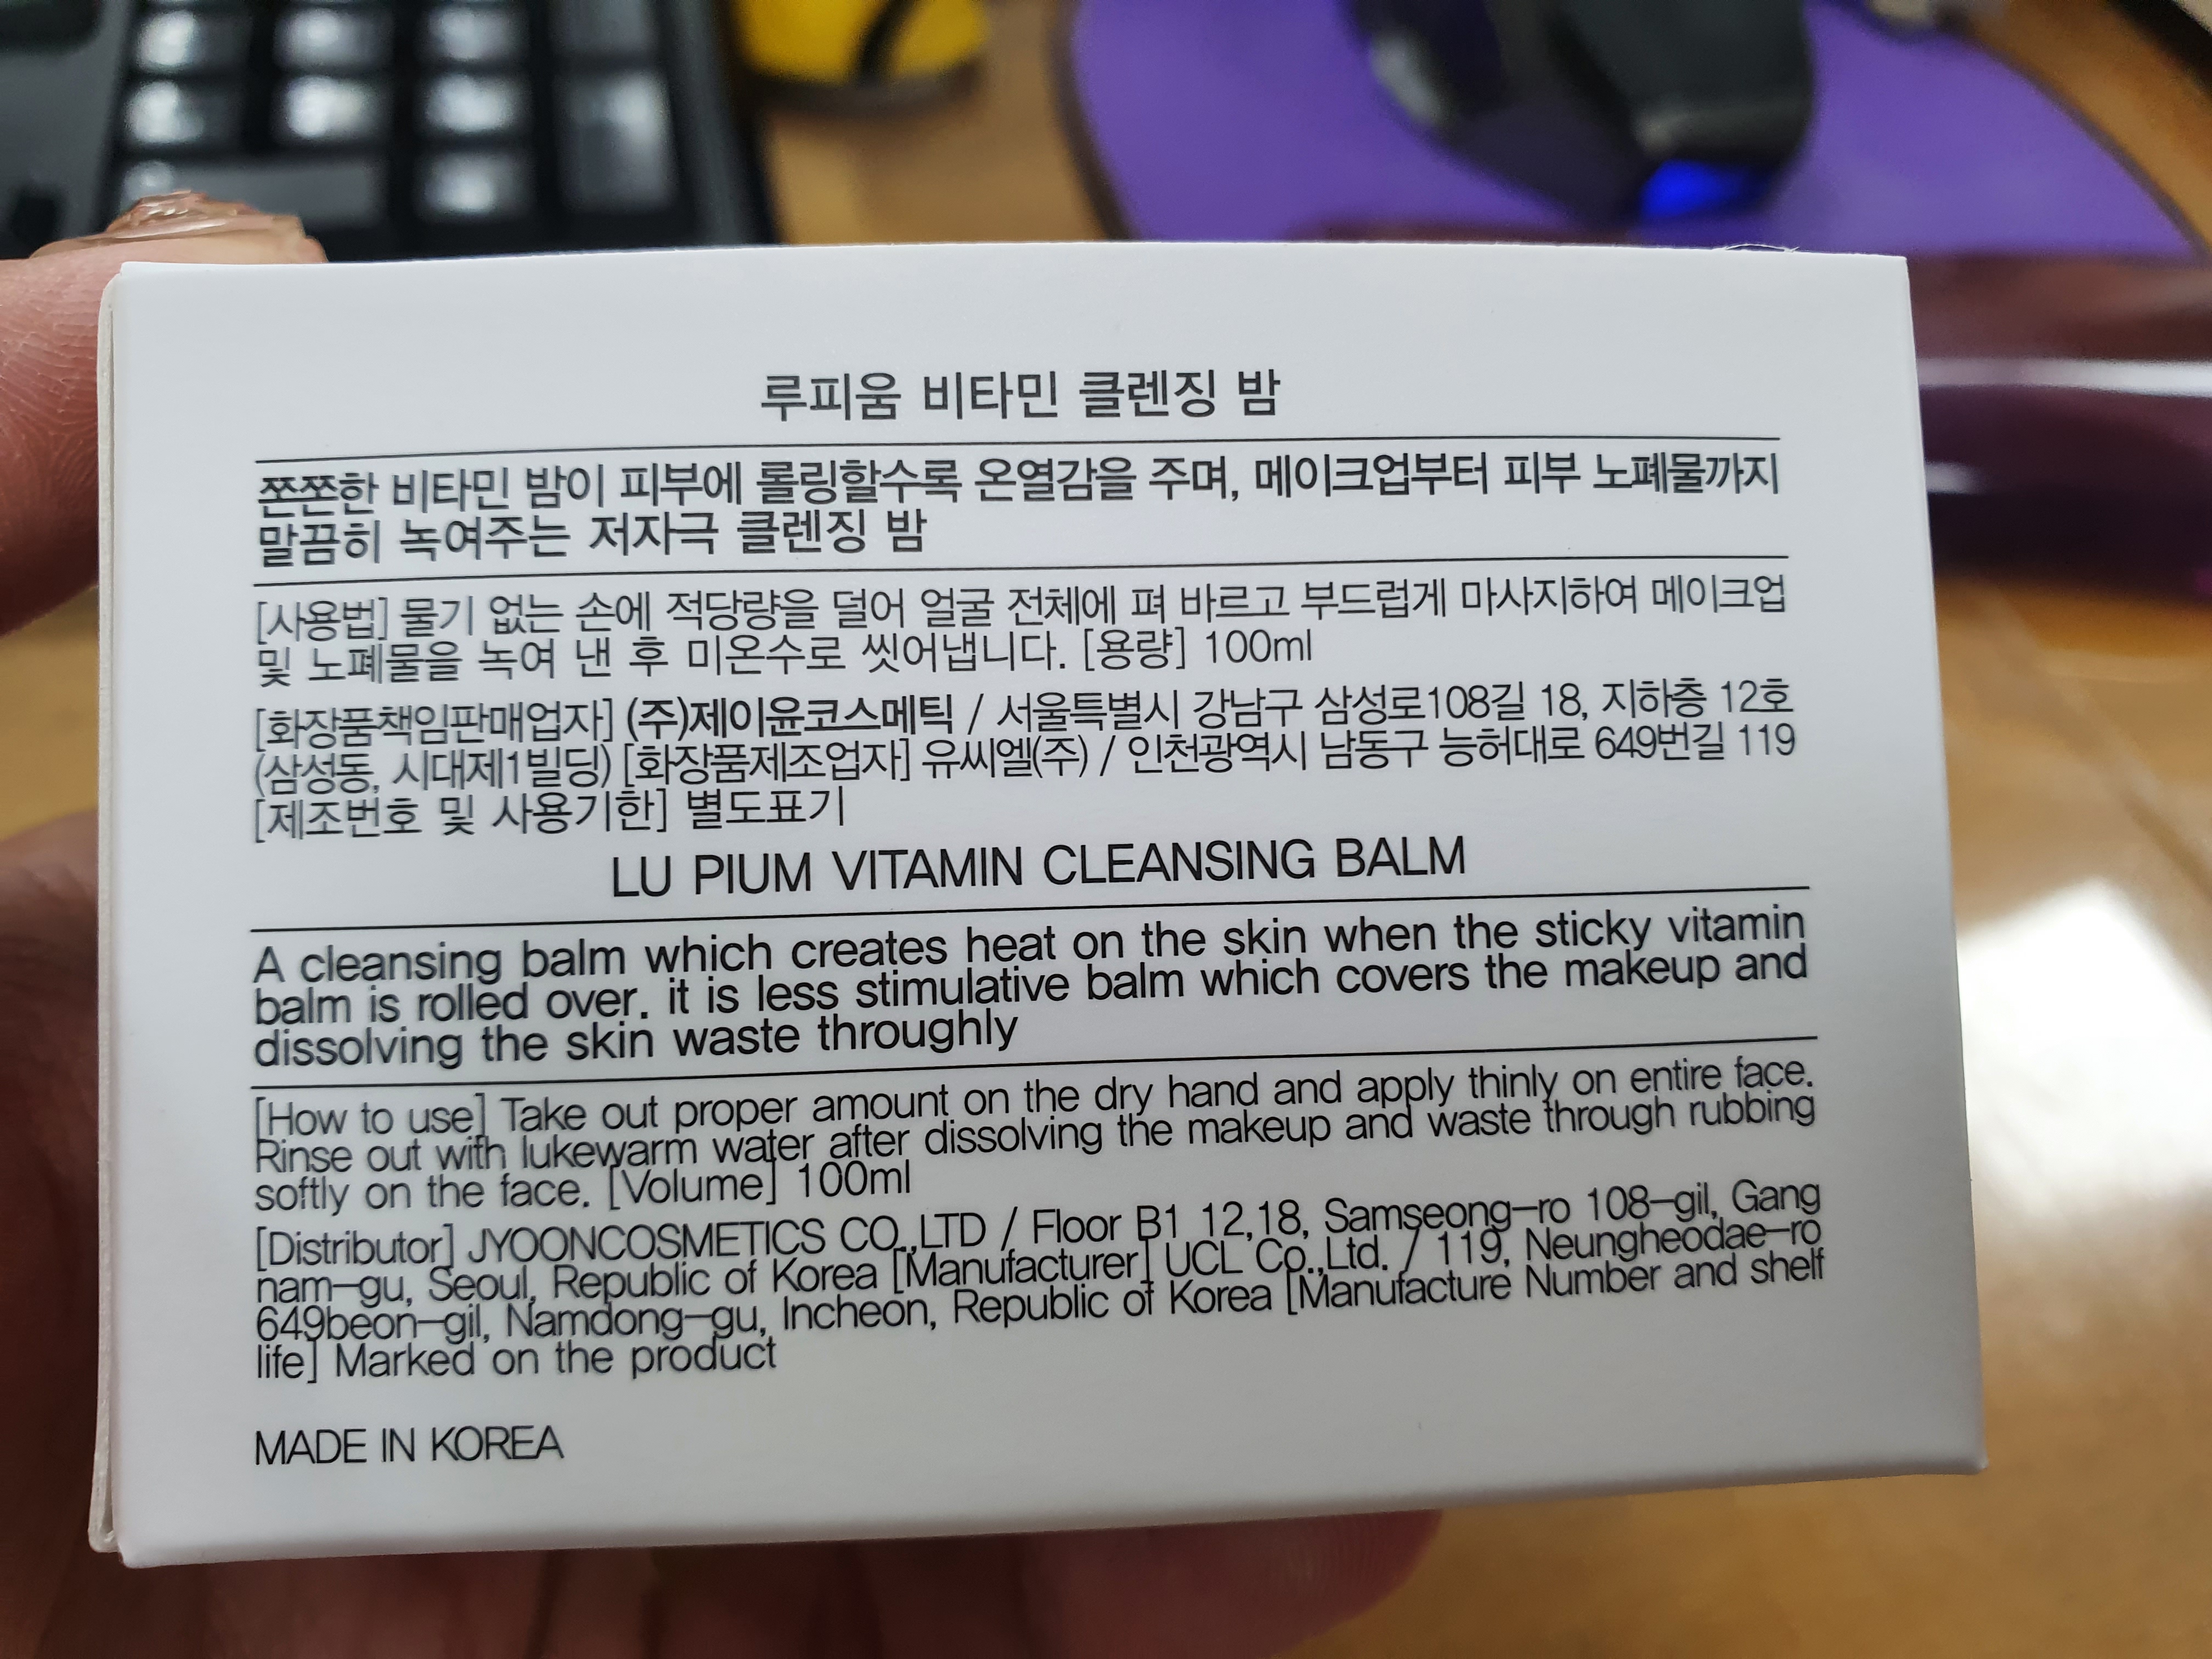 루피움 비타민 클렌징 밤
쫀쫀한 비타민 밤이 피부에 롤링할수록 온열감을 주며, 메이크업부터 피부 노폐물까지
말끔히 녹여주는 저자극 클렌징 밤
[사용법] 물기 없는 손에 적당량을 덜어 얼굴 전체에 펴 바르고 부드럽게 마사지하여 메이크업
및 노폐물을 녹여 낸 후 미온수로 씻어냅니다. [용량] 100ml
[화장품책임판매업자] (주)제이윤코스메틱 / 서울특별시 강남구 삼성로108길 18, 지하층 12호
(삼성동, 시대제1빌딩) [화장품제조업자] 유씨엘(주) / 인천광역시 남동구 능허대로 649번길 119
[제조번호 및 사용기한] 별도표기
LU PIUM VITAMIN CLEANSING BALM
A cleansing balm which creates heat on the skin when the sticky vitamin
balm is rolled over. it is less stimulative balm which covers the makeup and
dissolving the skin waste throughly
[How to use] Take out proper amount on the dry hand and apply thinly on entire face.
Rinse out with lukewarm water after dissolving the makeup and waste through rubbing
softly on the face. [Volume] 100ml
[Distributor] JYOONCOSMETICS CO.,LTD / Floor B1 12,18, Samseong-ro 108-gil, Gang
nam-gu, Seoul, Republic of Korea [Manufacturer] UCL Co.,Ltd. / 119, Neungheodae-ro
649beon-gil, Namdong-gu, Incheon, Republic of Korea [Manufacture Number and shelf
life] Marked on the product
MADE IN KOREA